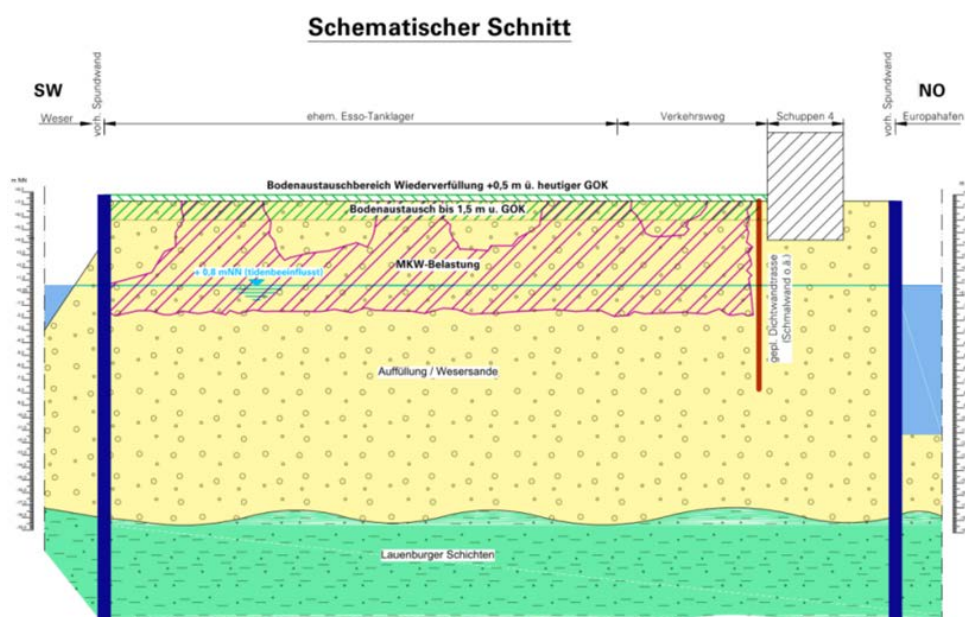 Schematischer Schnitt
SW
NO
vorh. Spundwand
vorh. Spundwand
Weser
ehem. Esso-Tanklager
Verkehrsweg
Schuppen 4
Europahafen
m NN
Bodenaustauschbereich Wiederverfüllung +0,5 m ü. heutiger GOK
Bodenaustausch bis 1,5 m u. GOK
MKW-Belastung
+ 0,8 mNN (tidenbeeinflusst)
gepl. Dichtwandtrasse
(Schmalwand o.ä.)
Auffüllung / Wesersande
Lauenburger Schichten